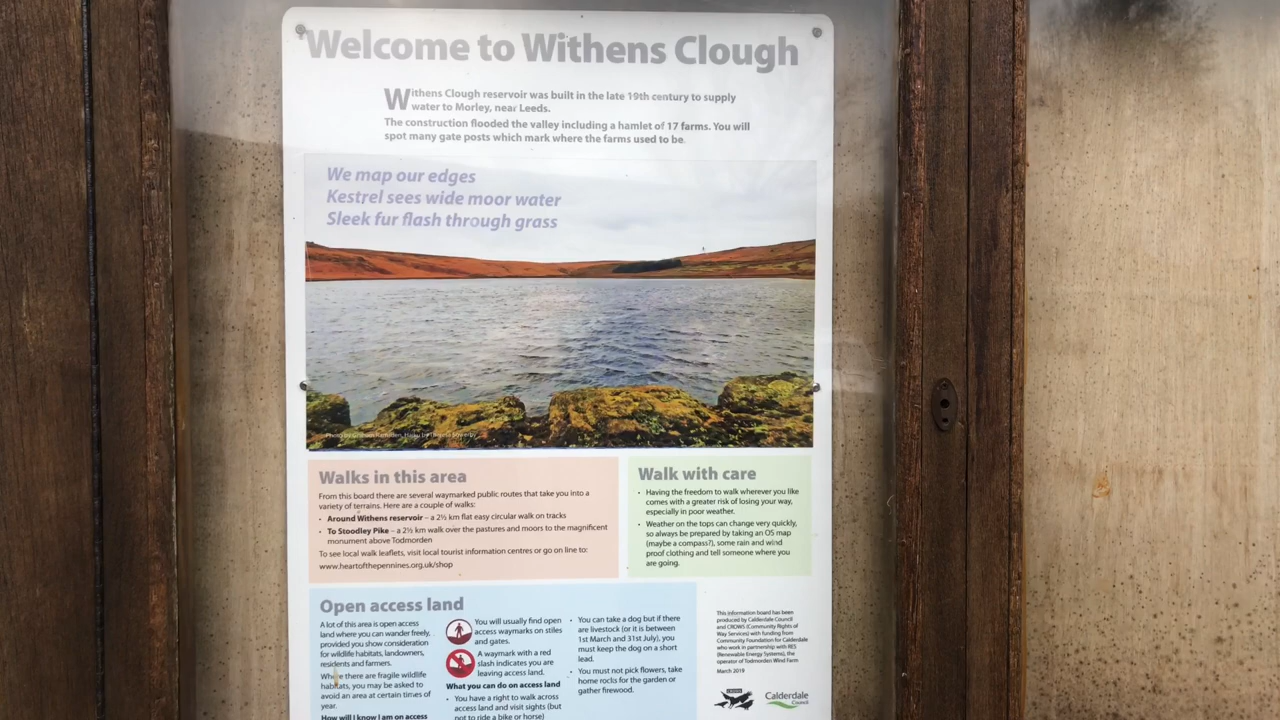 Welcome to Withens Clough
Withens Clough reservoir was built in the late 19th century to supply
water to Morley, near Leeds.
The construction flooded the valley including a hamlet of 17 farms. You will
spot many gate posts which mark where the farms used to be.
We map our edges
Kestrel sees wide moor water
Sleek fur flash through grass
Walks in this area
From this board there are several waymarked public routes that take you into a
variety of terrains. Here are a couple of walks:
• Around Withens reservoir – a 2½ km flat easy circular walk on tracks
• To Stoodley Pike – a 2½ km walk over the pastures and moors to the magnificent
monument above Todmorden
To see local walk leaflets, visit local tourist information centres or go on line to:
www.heartofthepennines.org.uk/shop
Walk with care
• Having the freedom to walk wherever you like
comes with a greater risk of losing your way,
especially in poor weather.
• Weather on the tops can change very quickly,
so always be prepared by taking an OS map
(maybe a compass?), some rain and wind
proof clothing and tell someone where you
are going.
Open access land
A lot of this area is open access
land where you can wander freely,
provided you show consideration
for wildlife habitats, landowners,
residents and farmers.
Where there are fragile wildlife
habitats, you may be asked to
avoid an area at certain times of
year.
How will I know I am on access
You will usually find open
access waymarks on stiles
and gates.
A waymark with a red
slash indicates you are
leaving access land.
What you can do on access land
• You have a right to walk across
access land and visit sights (but
not to ride a bike or horse)
• You can take a dog but if there
are livestock (or it is between
1st March and 31st July), you
must keep the dog on a short
lead.
• You must not pick flowers, take
home rocks for the garden or
gather firewood.
This information board has been
produced by Calderdale Council
and CROWS (Community Rights of
Way Services) with funding from
Community Foundation for Calderdale
who work in partnership with RES
(Renewable Energy Systems), the
operator of Todmorden Wind Farm
March 2019
CROWS
Calderdale
Council